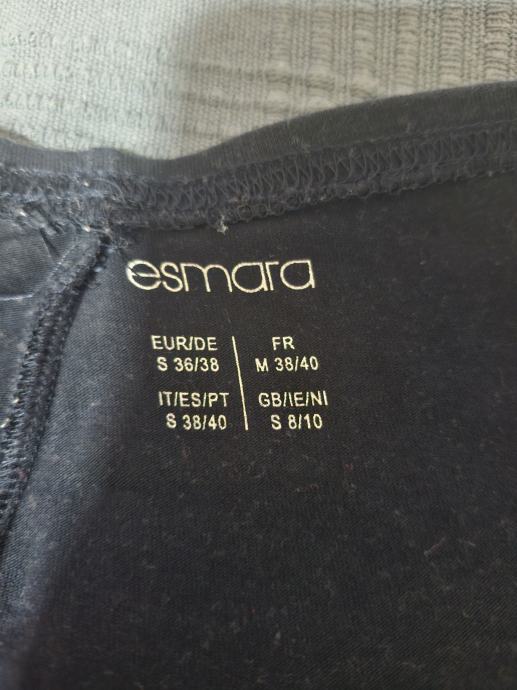 esmara
EUR/DE
S 36/38
FR
M 38/40
IT/ES/PT
S 38/40
GB/IE/NI
S 8/10